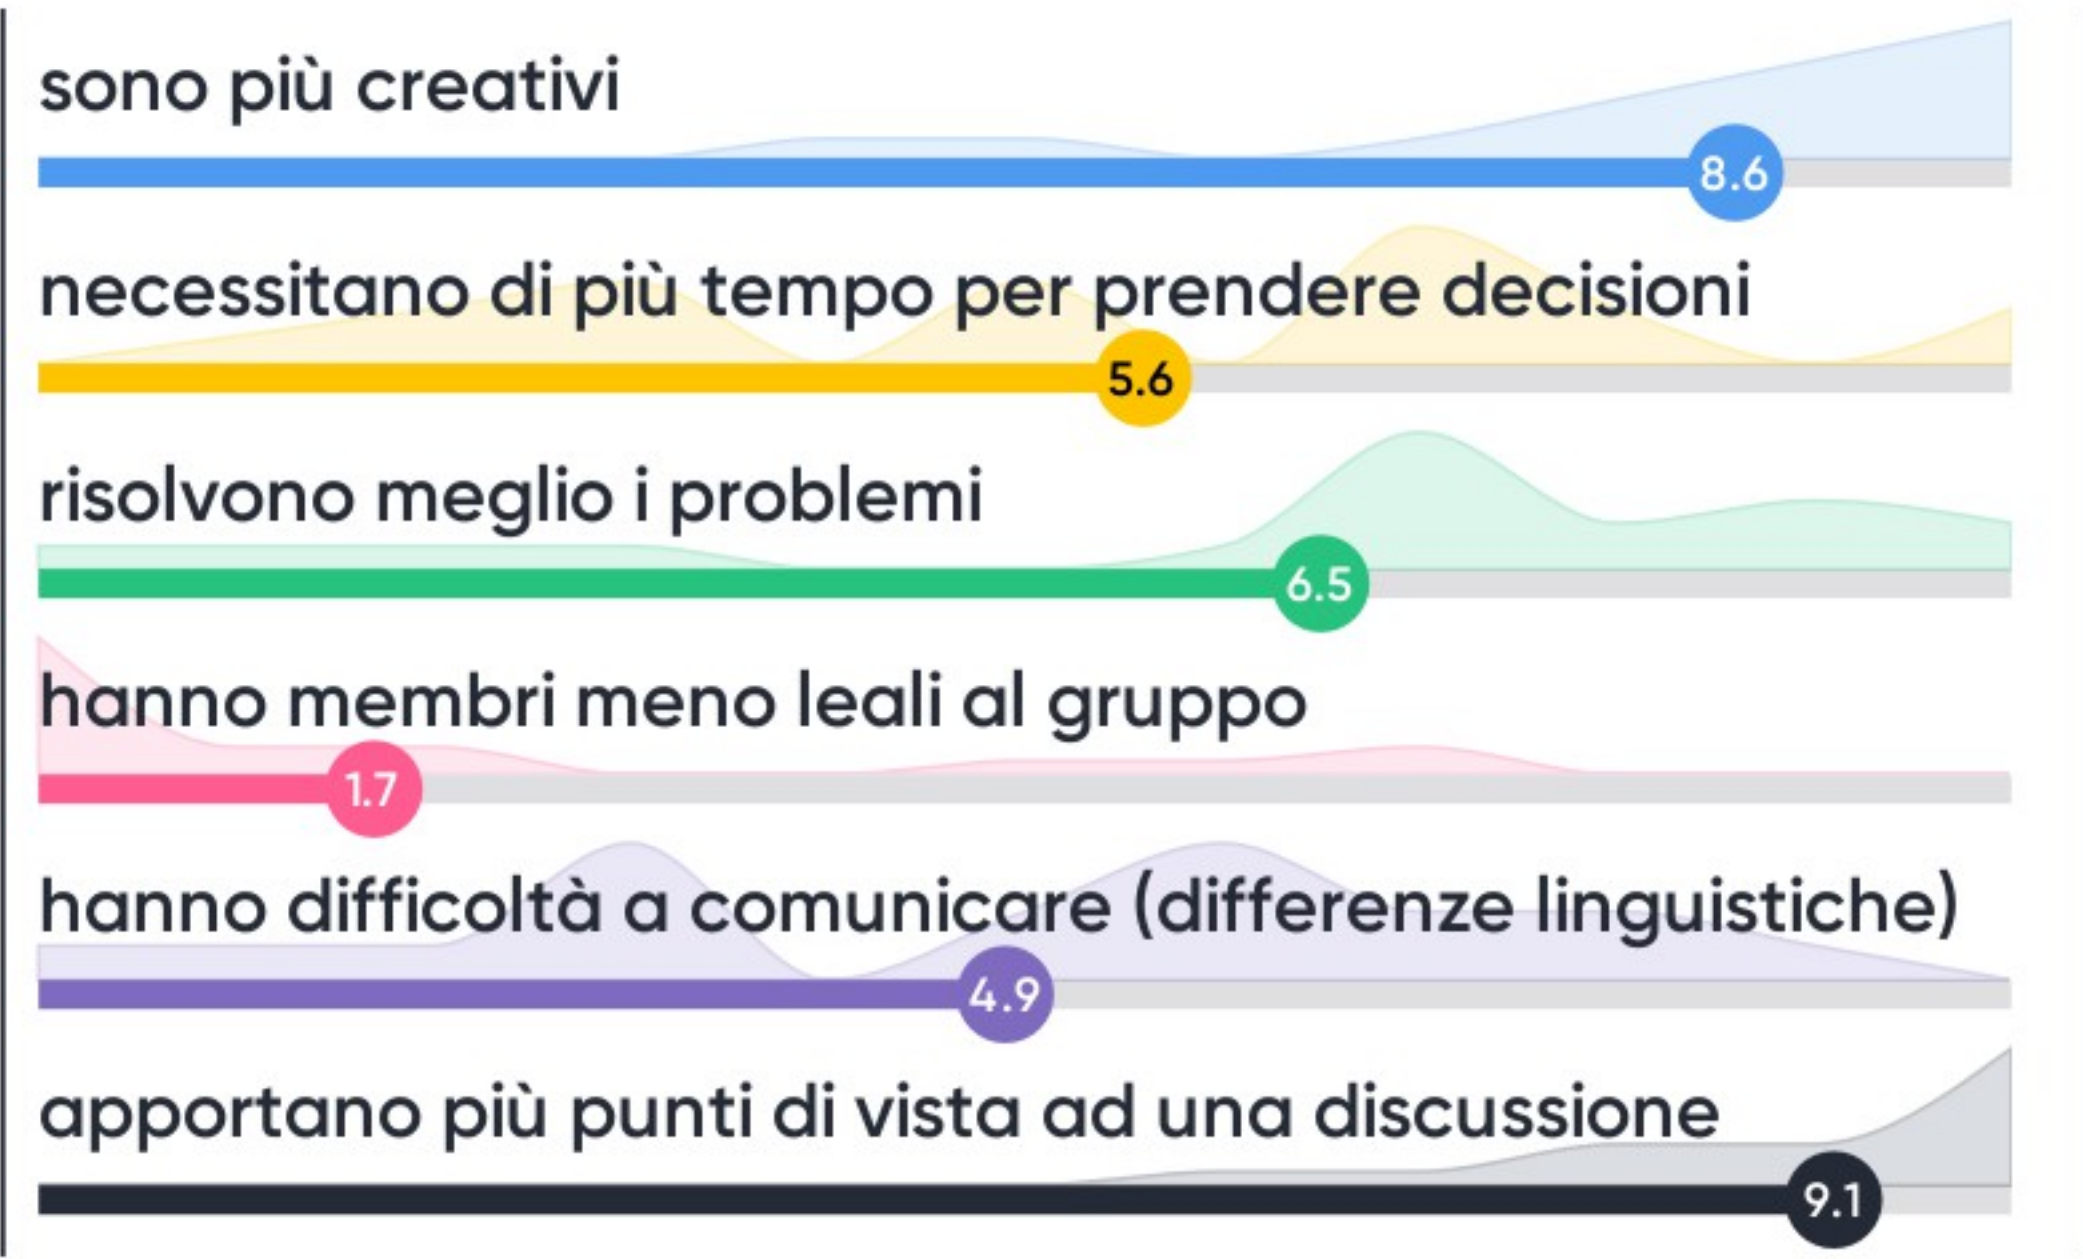 sono più creativi
8.6
necessitano di più tempo per prendere decisioni
5.6
risolvono meglio i problemi
6.5
hanno membri meno leali al gruppo
1.7
hanno difficoltà a comunicare (differenze linguistiche)
4.9
apportano più punti di vista ad una discussione
9.1